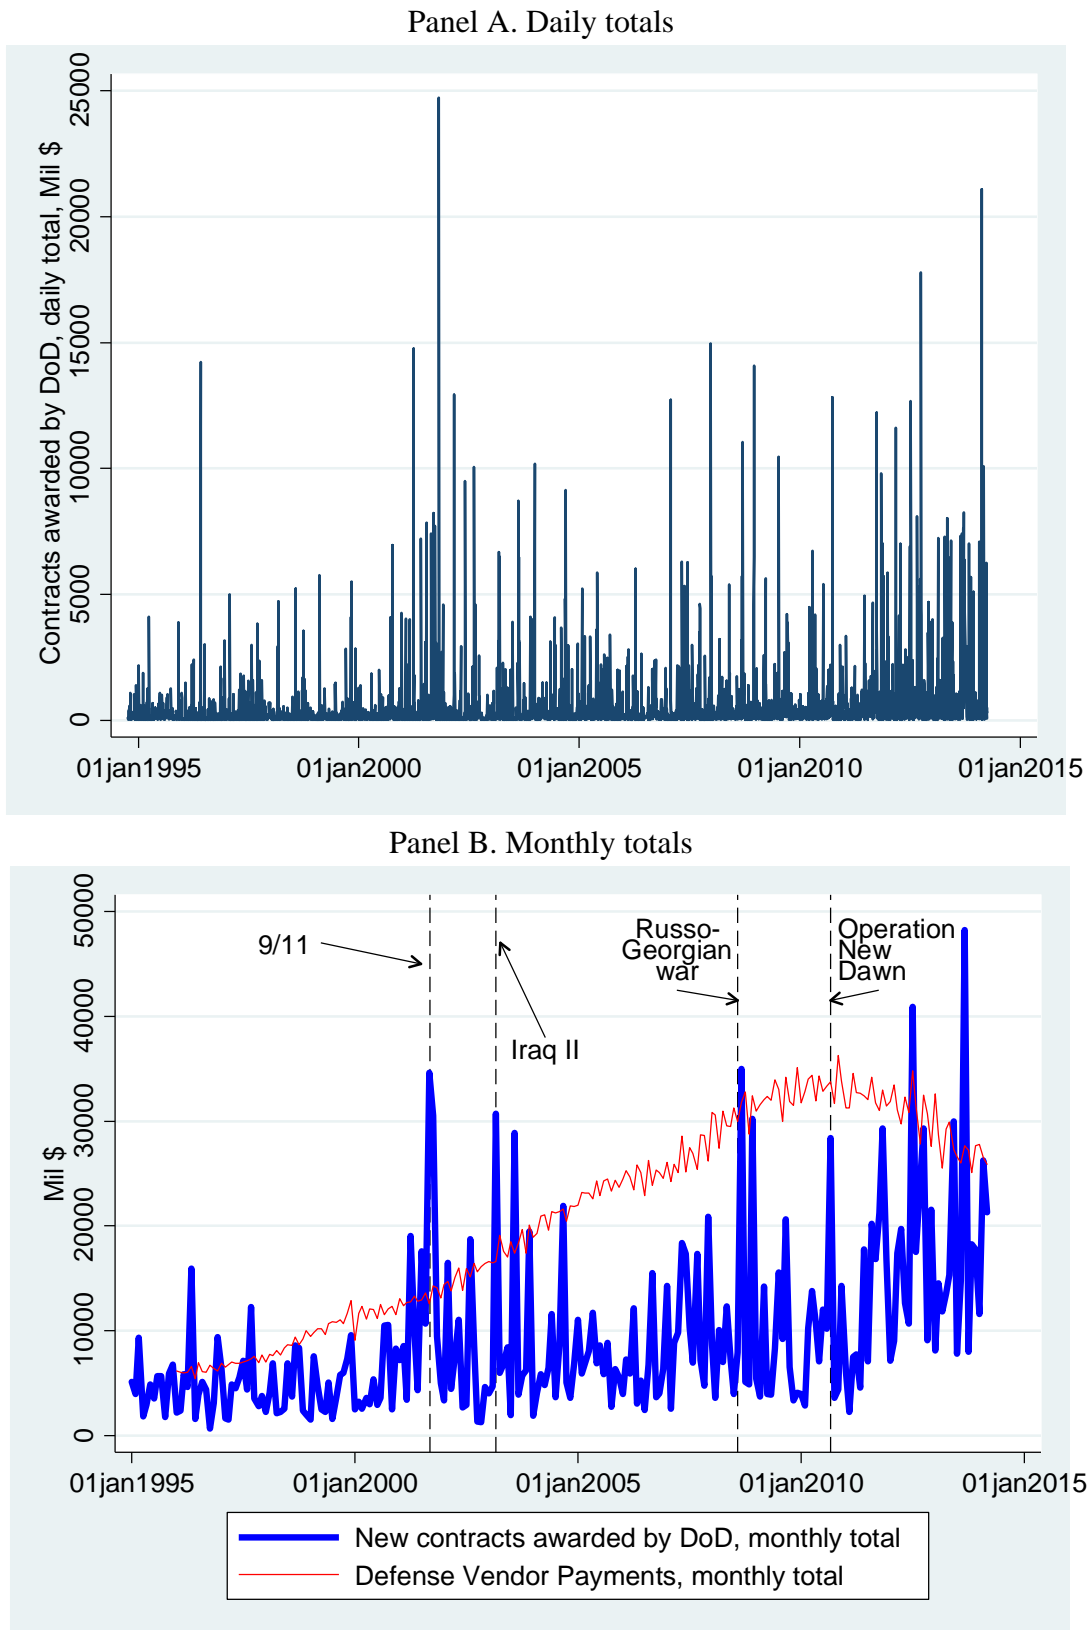 Panel A. Daily totals
Contracts awarded by DoD, daily total, Mil $
25000
20000
15000
10000
5000
0
01jan1995
01jan2000
01jan2005
01jan2010
01jan2015
Panel B. Monthly totals
Mil $
50000
40000
30000
20000
10000
0
9/11
Iraq II
Russo-
Georgian
war
Operation
New
Dawn
01jan1995
01jan2000
01jan2005
01jan2010
01jan2015
New contracts awarded by DoD, monthly total
Defense Vendor Payments, monthly total